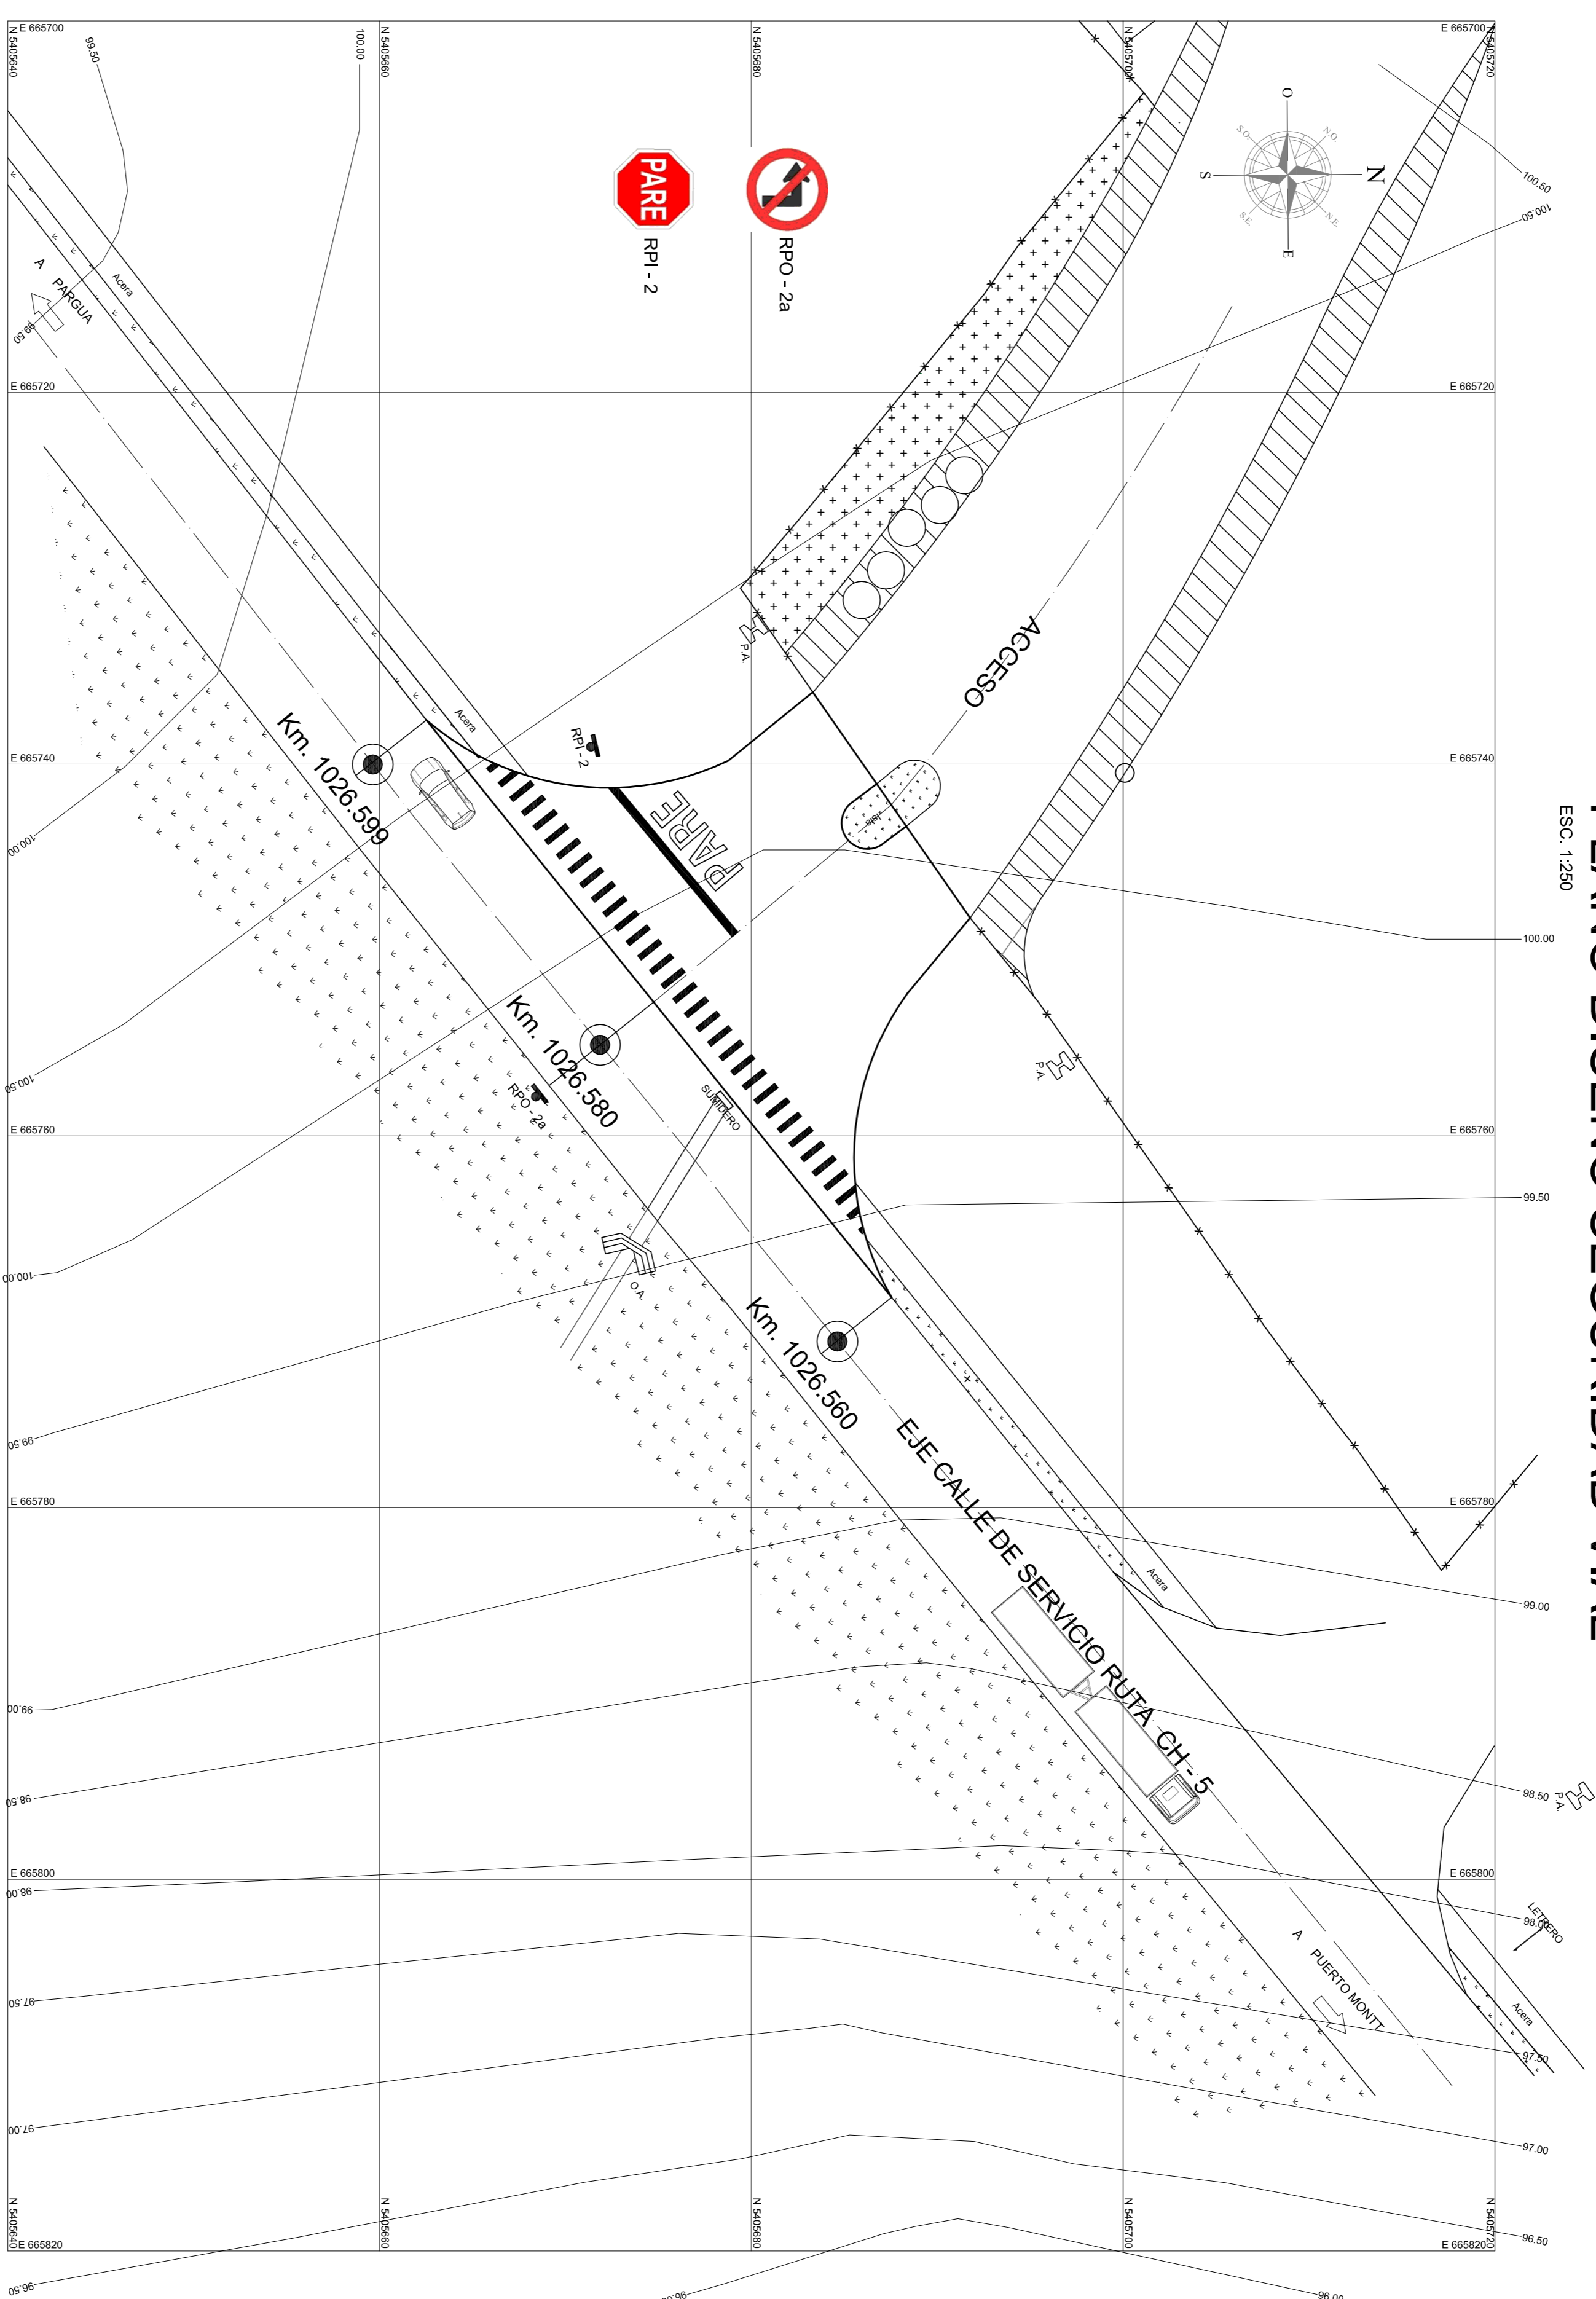 PLANO DISEÑO SEGURIDAD VIAL
ESC. 1:250
E 665700
N 5405640
N 5405660
N 5405680
N 5405700
E 665700
N 5405720
99.50
100.00
100.50
100.50
N
S
E
O
N.O.
N.E.
S.O.
S.E.
PARE
RPI - 2
RPO - 2a
A PARGUA
Acera
99.50
E 665720
E 665720
ACCESO
P.A.
Acera
RPI - 2
PARE
Isla
E 665740
E 665740
Km. 1026.599
100.00
100.00
Km. 1026.580
RPO - 2a
SUMIDERO
P.A.
100.50
E 665760
E 665760
99.50
O.A.
100.00
Km. 1026.560
99.50
EJE CALLE DE SERVICIO RUTA CH - 5
E 665780
E 665780
Acera
99.00
99.00
98.50
98.50
P.A.
E 665800
E 665800
98.00
98.00
LETRERO
A PUERTO MONTT
Acera
97.50
97.50
97.00
97.00
N 5405640
N 5405660
N 5405680
N 5405700
N 5405720
E 665820
E 665820
96.50
96.50
96.00